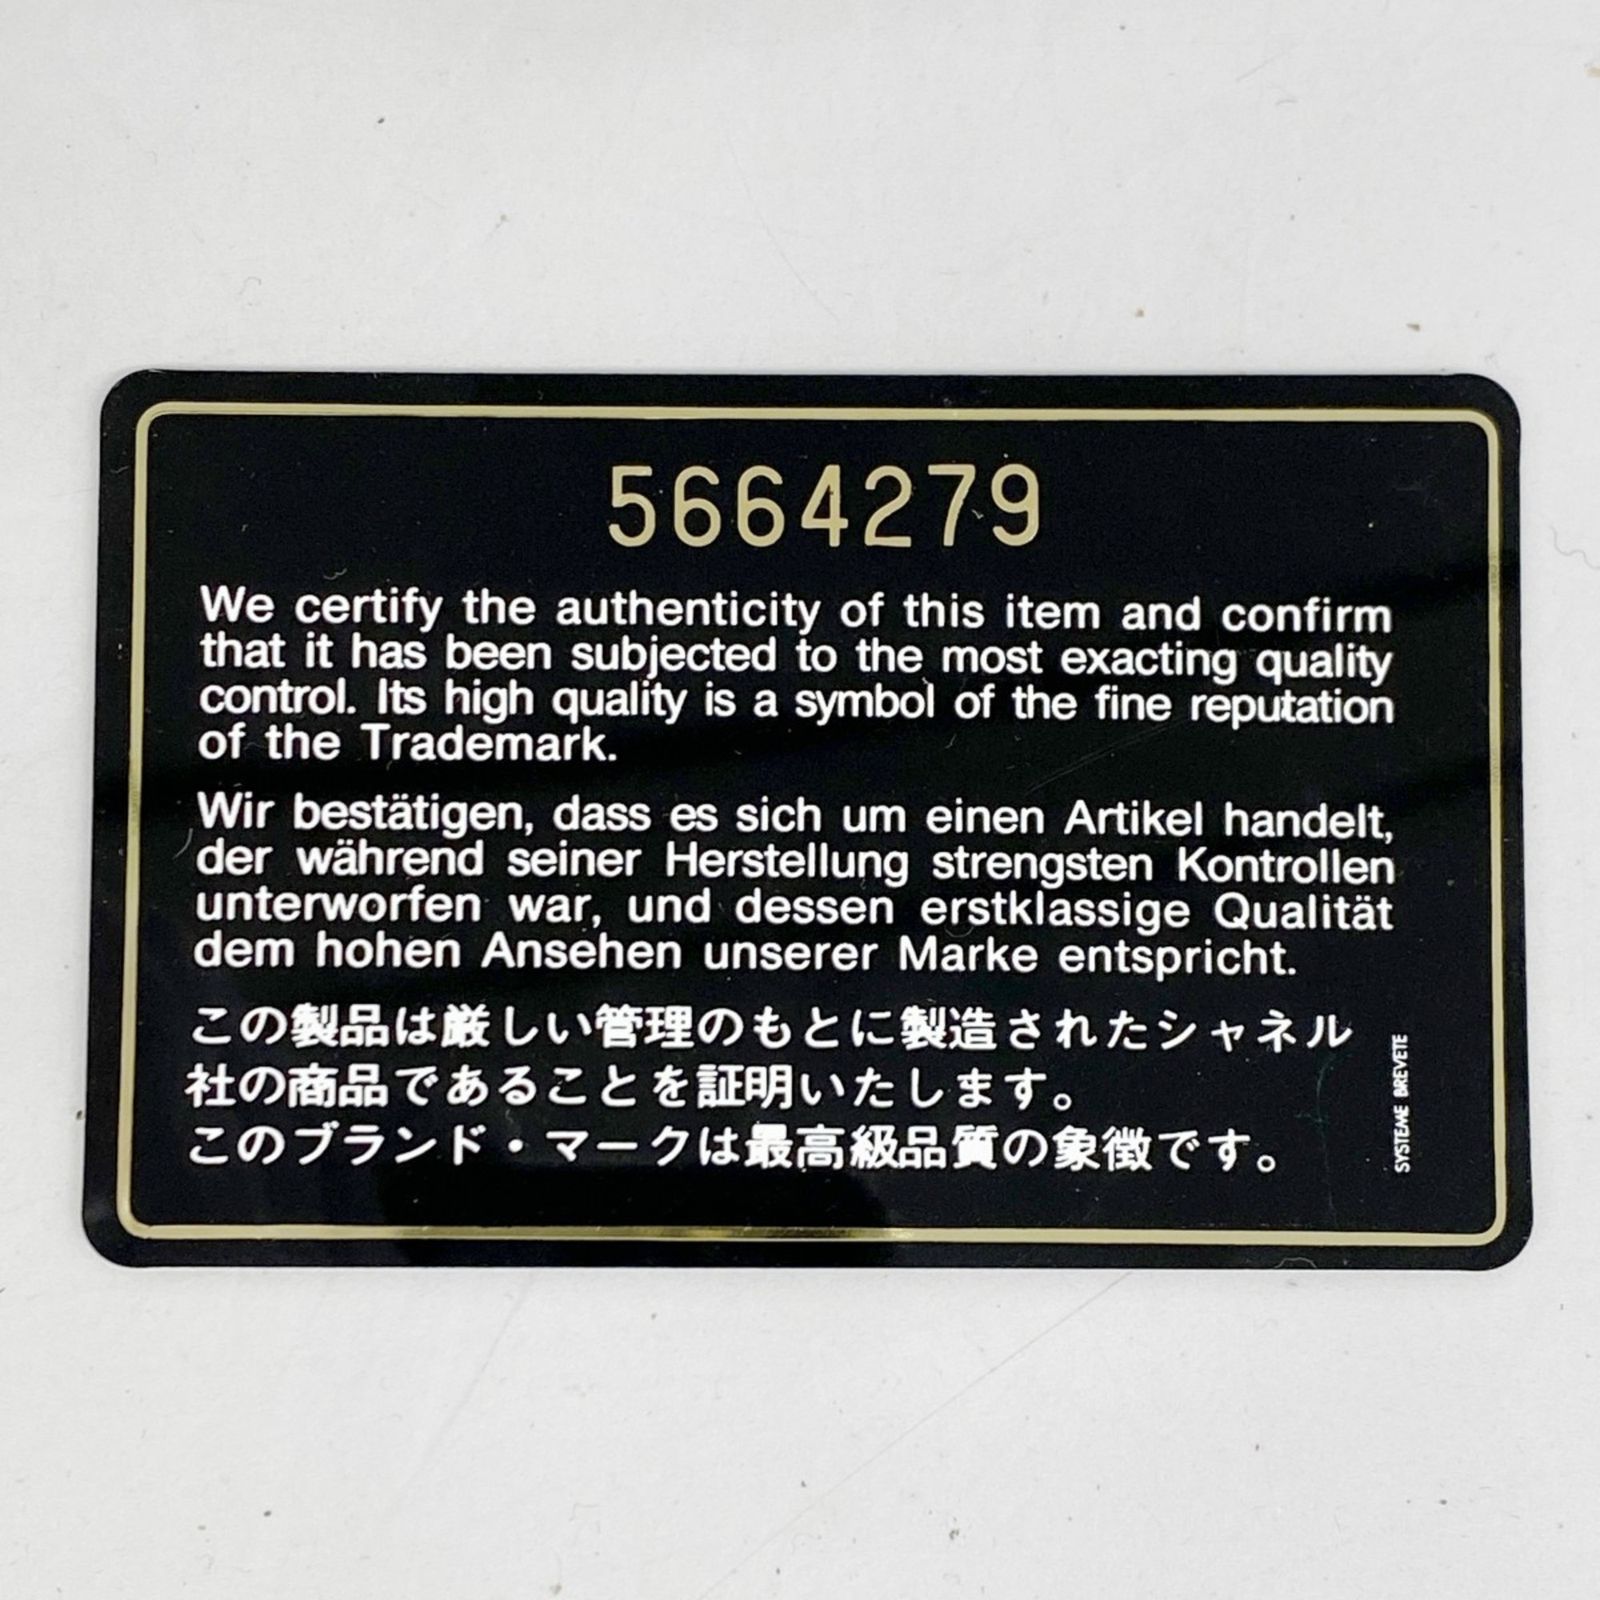 5664279
We certify the authenticity of this item and confirm
that it has been subjected to the most exacting quality
control. Its high quality is a symbol of the fine reputation
of the Trademark.
Wir bestätigen, dass es sich um einen Artikel handelt,
der während seiner Herstellung strengsten Kontrollen
unterworfen war, und dessen erstklassige Qualität
dem hohen Ansehen unserer Marke entspricht.
この製品は厳しい管理のもとに製造されたシャネル
社の商品であることを証明いたします。
このブランド・マークは最高級品質の象徴です。
SYSTEME BREVETE